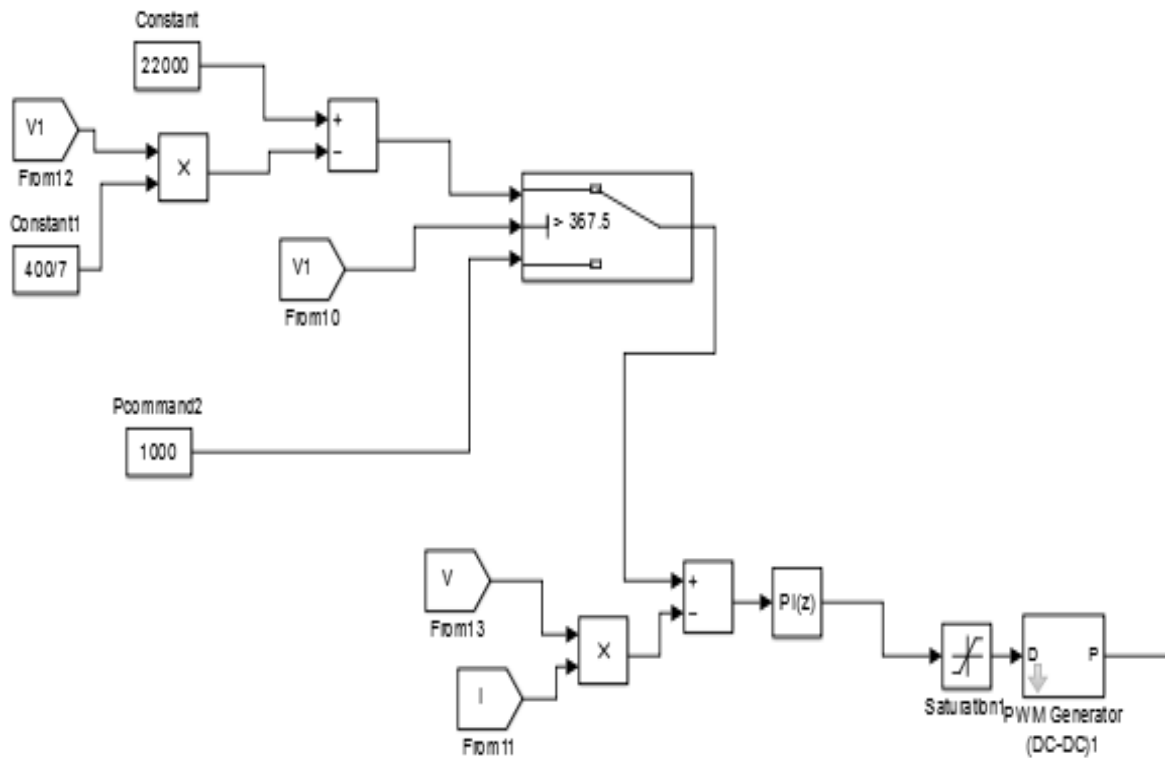 Constant
22000
V1
From12
X
+
−
Constant1
400/7
> 367.5
V1
From10
Pcommand2
1000
V
From13
I
From11
X
+
−
PI(z)
Saturation1
D
P
PWM Generator
(DC-DC)1